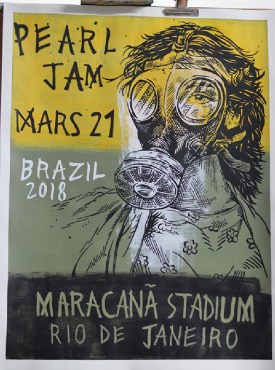 PEARL
JAM
MARS 21
BRAZIL
2018
MARACANÃ STADIUM
RIO DE JANEIRO